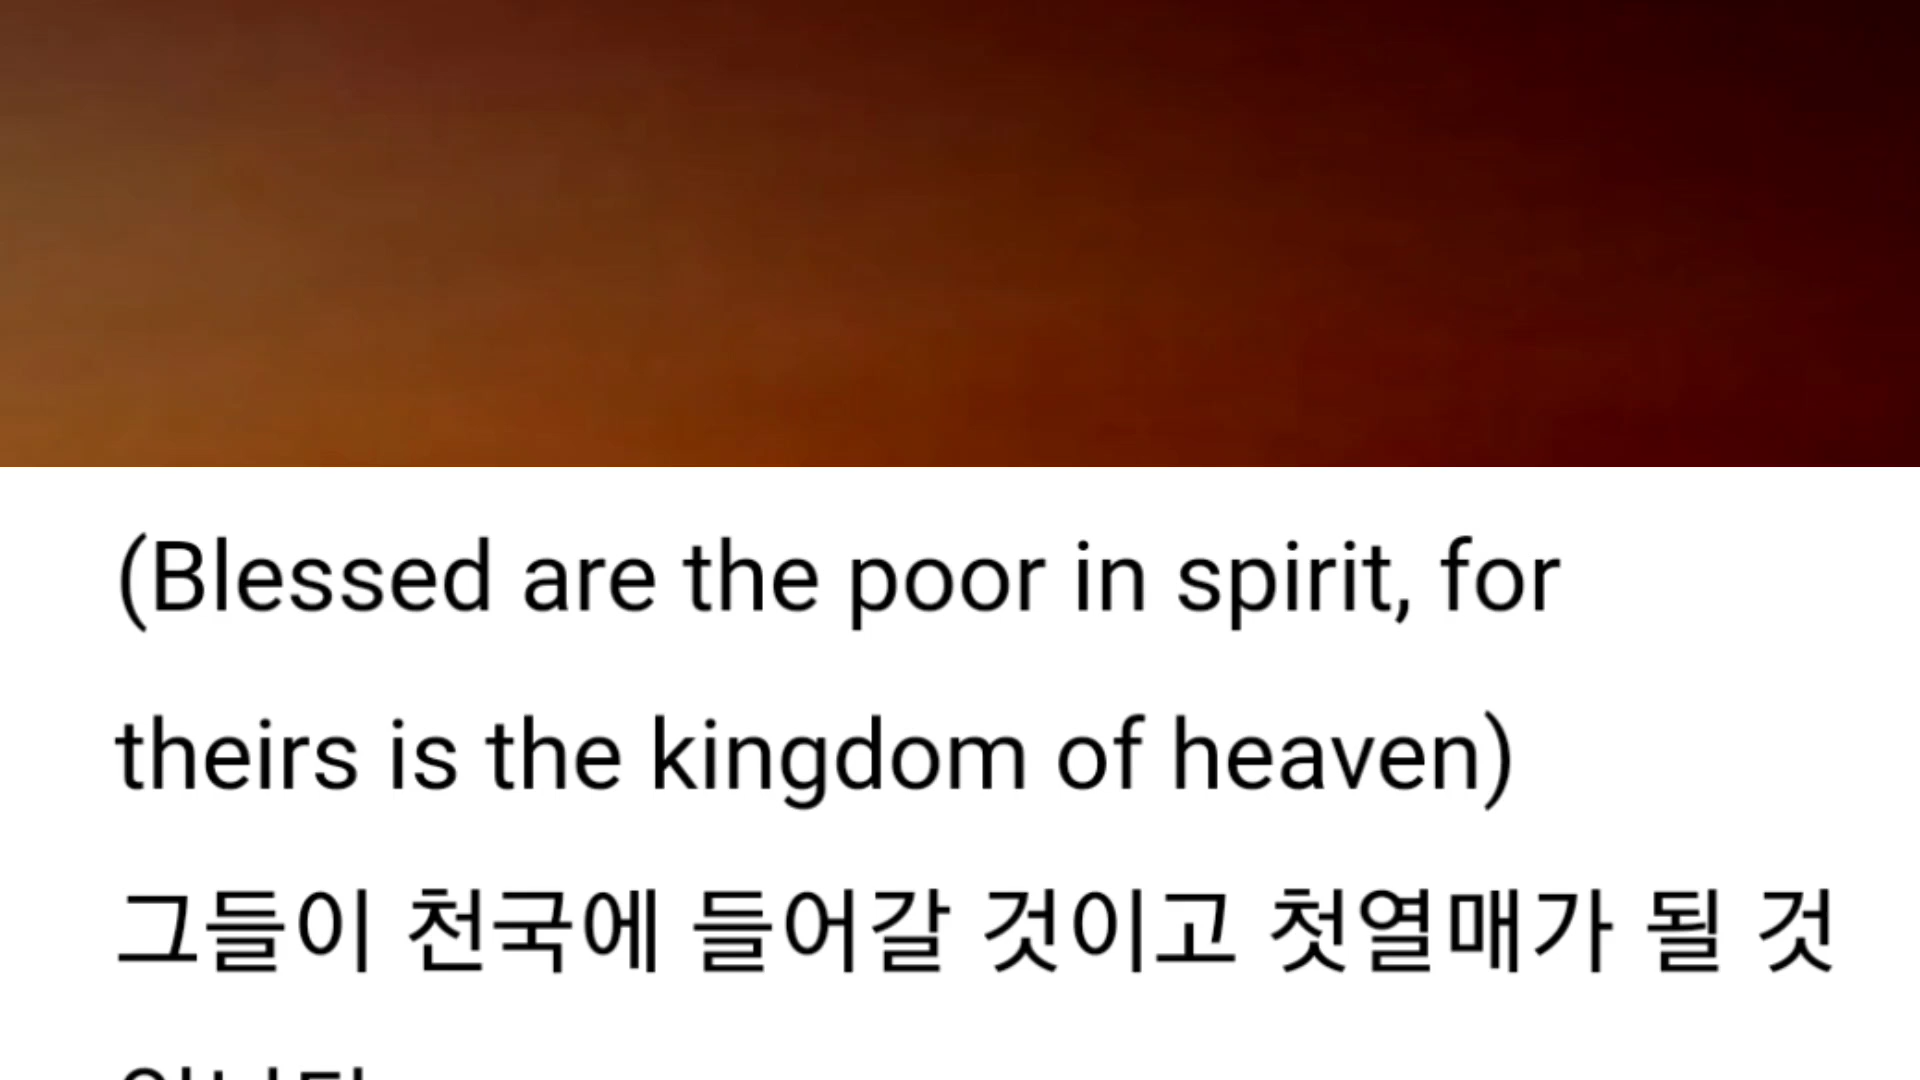 (Blessed are the poor in spirit, for
theirs is the kingdom of heaven)
그들이 천국에 들어갈 것이고 첫열매가 될 것